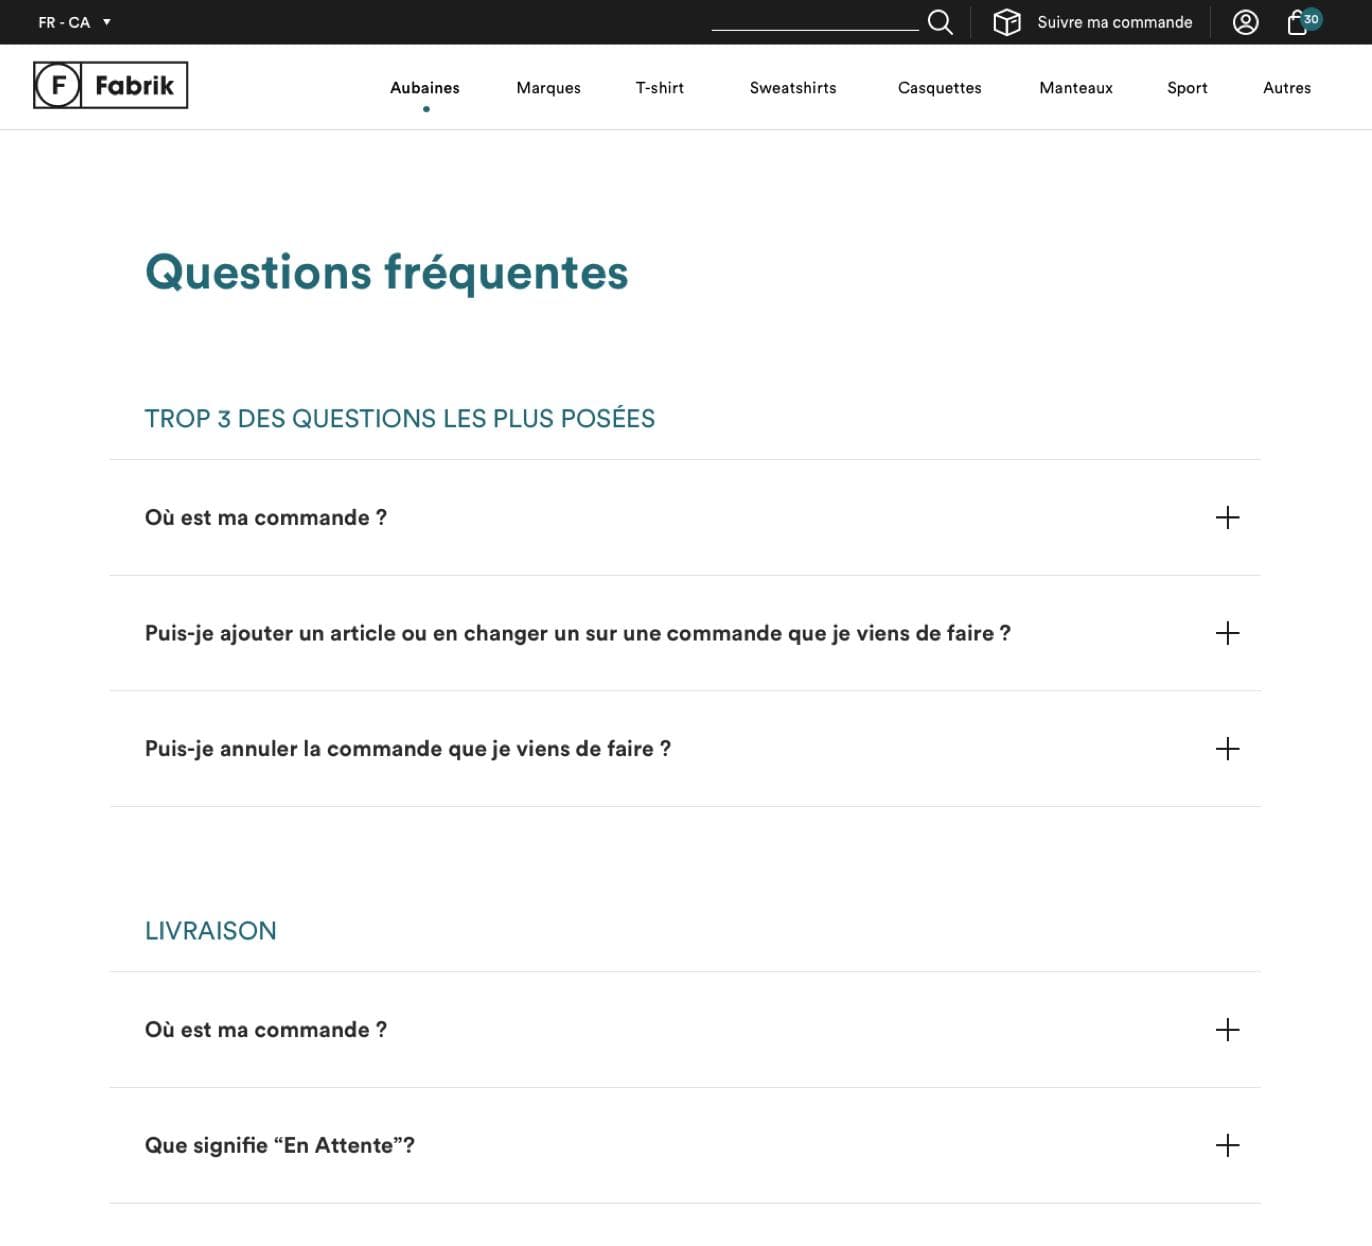 FR - CA
Suivre ma commande
30
F Fabrik
Aubaines Marques T-shirt Sweatshirts Casquettes Manteaux Sport Autres
Questions fréquentes
TROP 3 DES QUESTIONS LES PLUS POSÉES
Où est ma commande ?
Puis-je ajouter un article ou en changer un sur une commande que je viens de faire ?
Puis-je annuler la commande que je viens de faire ?
LIVRAISON
Où est ma commande ?
Que signifie “En Attente”?